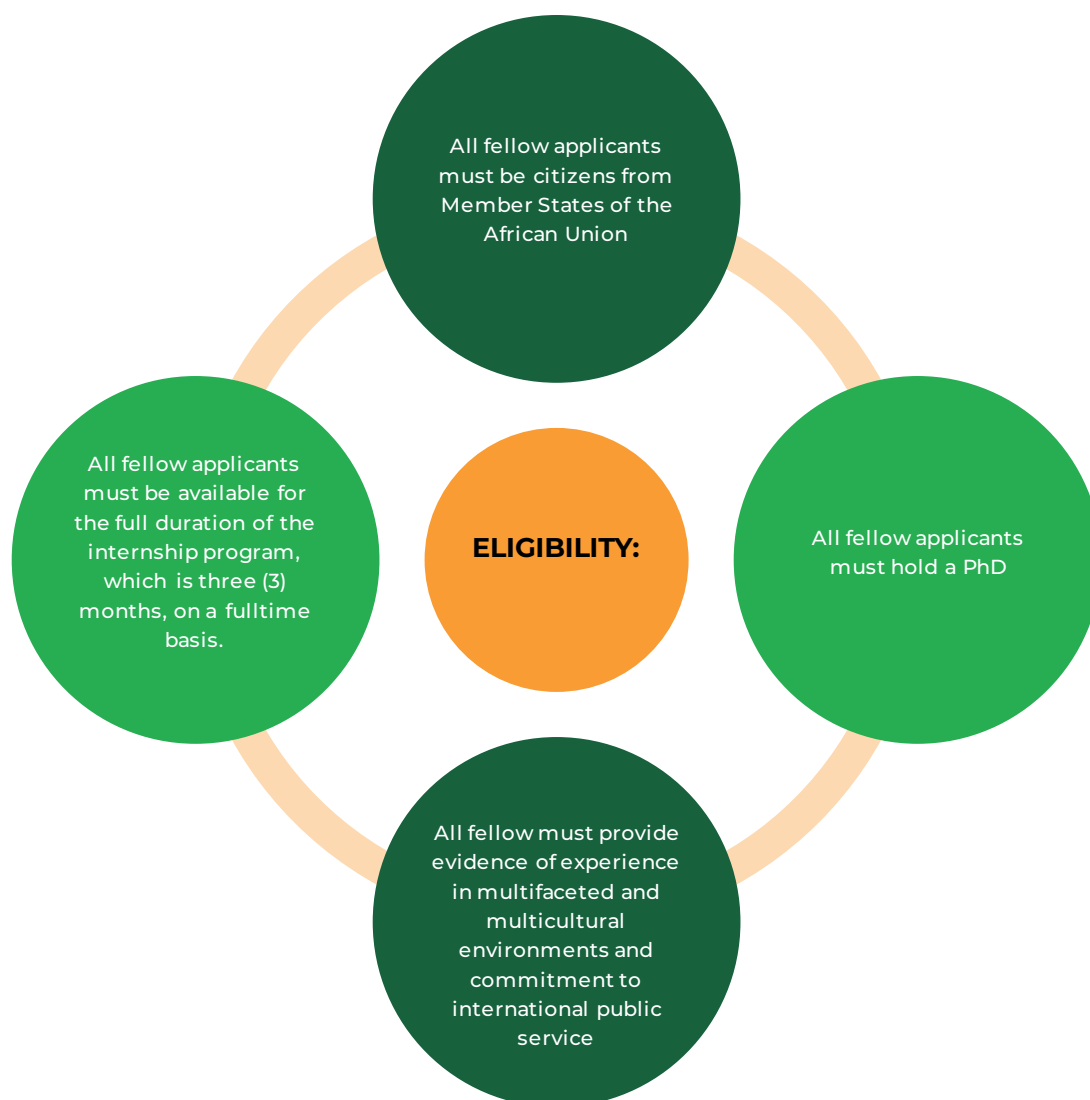 All fellow applicants
must be citizens from
Member States of the
African Union
All fellow applicants
must be available for
the full duration of the
internship program,
which is three (3)
months, on a fulltime
basis.
ELIGIBILITY:
All fellow applicants
must hold a PhD
All fellow must provide
evidence of experience
in multifaceted and
multicultural
environments and
commitment to
international public
service